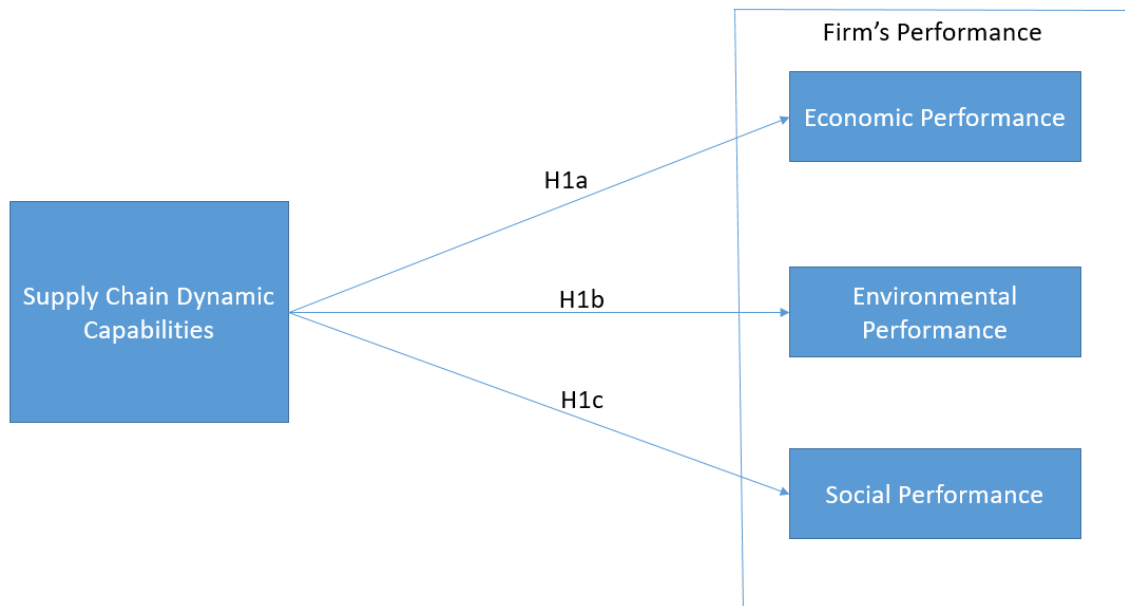 Firm’s Performance
Economic Performance
H1a
Supply Chain Dynamic
Capabilities
H1b
Environmental
Performance
H1c
Social Performance